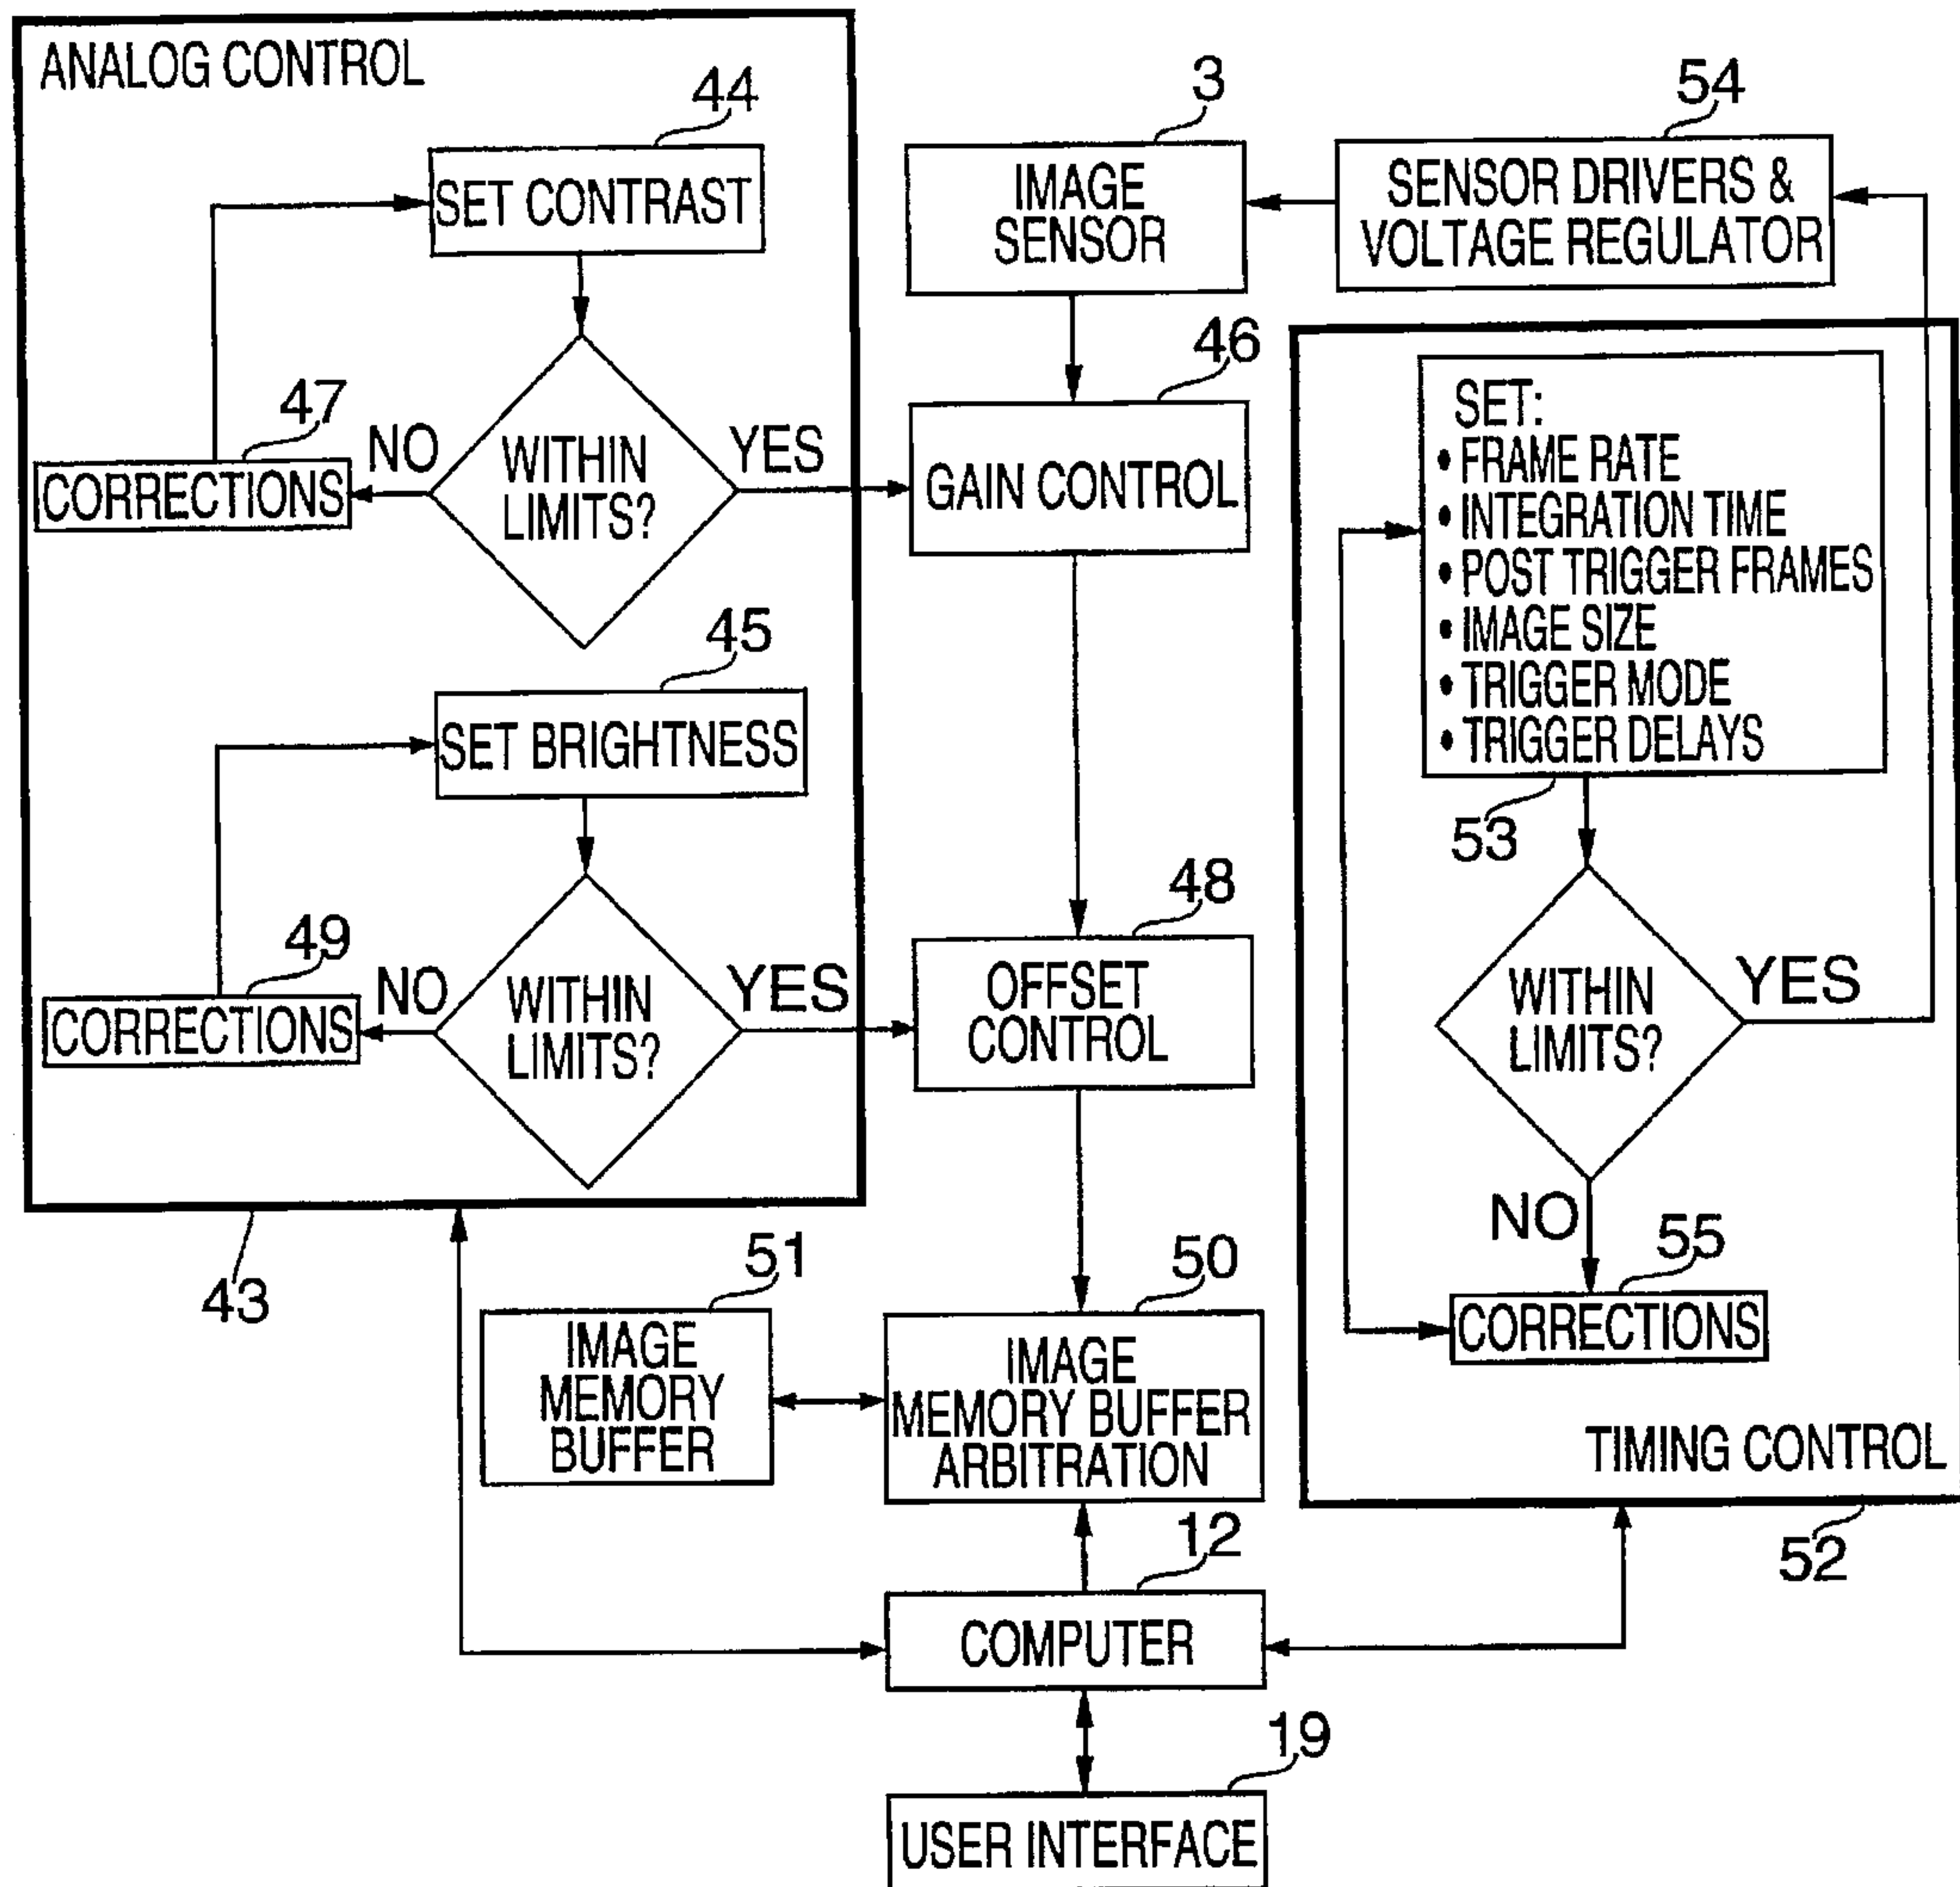 ANALOG CONTROL
44
SET CONTRAST
47
CORRECTIONS
NO
WITHIN
LIMITS?
YES
45
SET BRIGHTNESS
49
CORRECTIONS
NO
WITHIN
LIMITS?
YES
43
3
IMAGE
SENSOR
46
GAIN CONTROL
48
OFFSET
CONTROL
51
IMAGE
MEMORY
BUFFER
50
IMAGE
MEMORY BUFFER
ARBITRATION
12
COMPUTER
19
USER INTERFACE
54
SENSOR DRIVERS &
VOLTAGE REGULATOR
SET:
• FRAME RATE
• INTEGRATION TIME
• POST TRIGGER FRAMES
• IMAGE SIZE
• TRIGGER MODE
• TRIGGER DELAYS
53
WITHIN
LIMITS?
YES
NO
55
CORRECTIONS
TIMING CONTROL
52